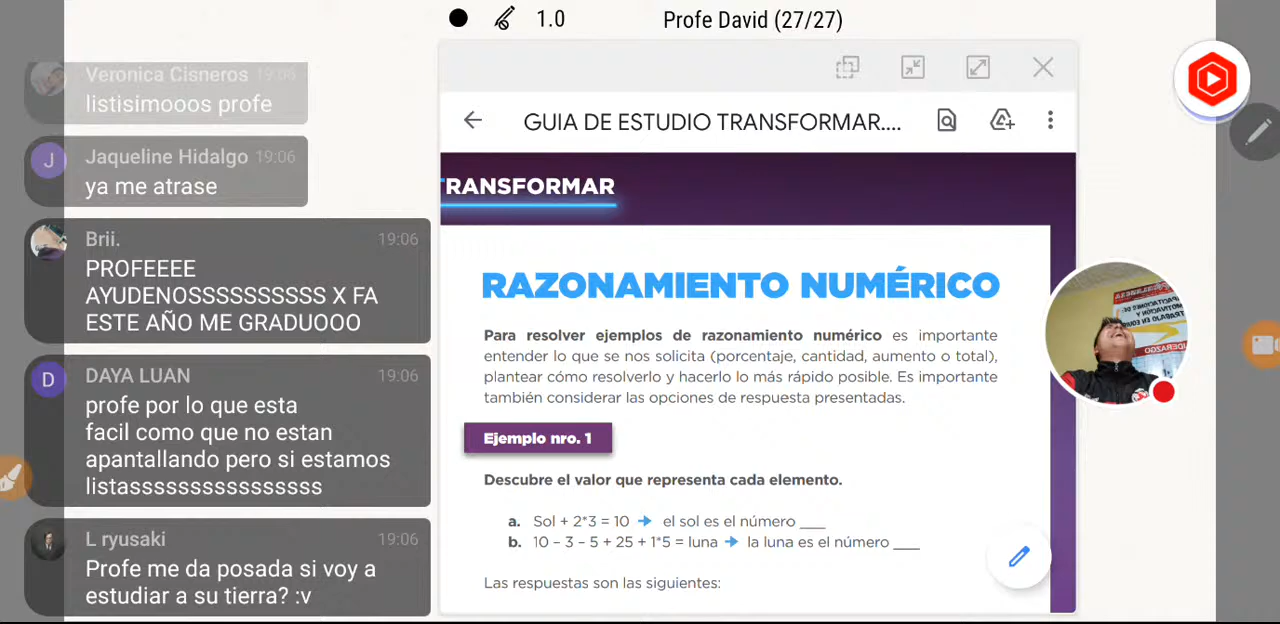 1.0
Profe David (27/27)
Veronica Cisneros 19:06
listisimooos profe
J
Jaqueline Hidalgo 19:06
ya me atrase
Brii. 19:06
PROFEEEE
AYUDENOSSSSSSSSSS X FA
ESTE AÑO ME GRADUOOO
D
DAYA LUAN 19:06
profe por lo que esta
facil como que no estan
apantallando pero si estamos
listasssssssssssssssss
L ryusaki 19:06
Profe me da posada si voy a
estudiar a su tierra? :v
GUIA DE ESTUDIO TRANSFORMAR....
TRANSFORMAR
RAZONAMIENTO NUMÉRICO
Para resolver ejemplos de razonamiento numérico es importante
entender lo que se nos solicita (porcentaje, cantidad, aumento o total),
plantear cómo resolverlo y hacerlo lo más rápido posible. Es importante
también considerar las opciones de respuesta presentadas.
Ejemplo nro. 1
Descubre el valor que representa cada elemento.
a. Sol + 2*3 = 10 → el sol es el número ___
b. 10 – 3 – 5 + 25 + 1*5 = luna → la luna es el número ___
Las respuestas son las siguientes: